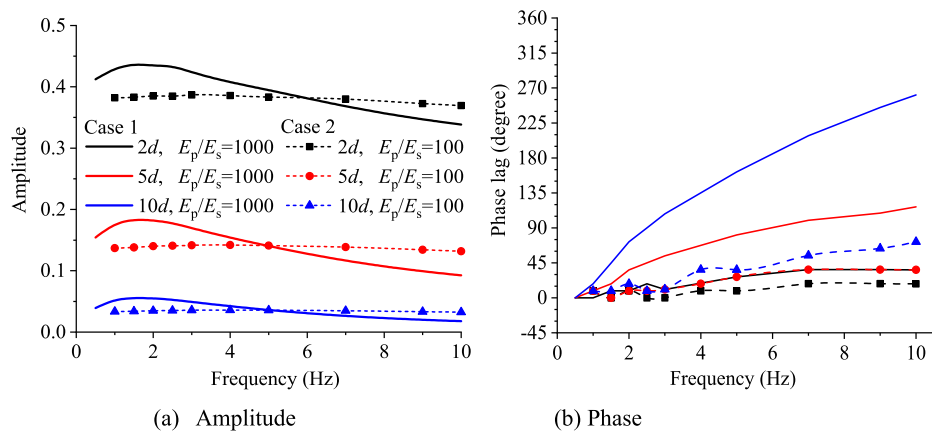 0.5
0.4
0.3
0.2
0.1
0.0
Amplitude
Case 1 Case 2
2d, Ep/Es=1000 2d, Ep/Es=100
5d, Ep/Es=1000 5d, Ep/Es=100
10d, Ep/Es=1000 10d, Ep/Es=100
0 2 4 6 8 10
Frequency (Hz)
(a) Amplitude
360
315
270
225
180
135
90
45
0
-45
Phase lag (degree)
0 2 4 6 8 10
Frequency (Hz)
(b) Phase